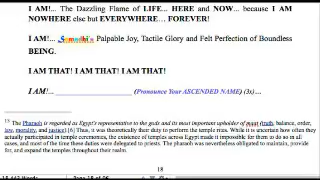 I AM!... The Dazzling Flame of LIFE... HERE and NOW... because I AM
NOWHERE else but EVERYWHERE... FOREVER!
I AM!... Samadhi's Palpable Joy, Tactile Glory and Felt Perfection of Boundless
BEING.
I AM THAT! I AM THAT! I AM THAT!
I AM!... ____________________ (Pronounce Your ASCENDED NAME) (3x)…
The Pharaoh is regarded as Egypt's representative to the gods and its most important upholder of maat (truth, balance, order,
law, morality, and justice).[6] Thus, it was theoretically their duty to perform the temple rites. While it is uncertain how often they
actually participated in temple ceremonies, the existence of temples across Egypt made it impossible for them to do so in all
cases, and most of the time these duties were delegated to priests. The pharaoh was nevertheless obligated to maintain, provide
for, and expand the temples throughout their realm.
18